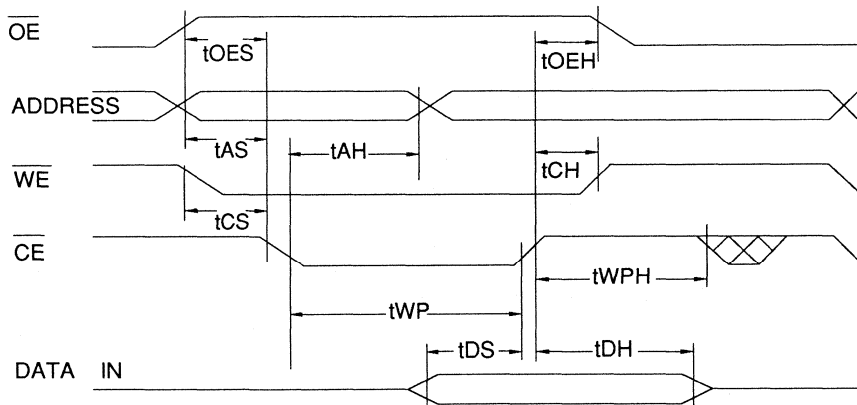 OE
tOES
tOEH
ADDRESS
tAS
tAH
tCH
WE
tCS
CE
tWPH
tWP
tDS
tDH
DATA IN